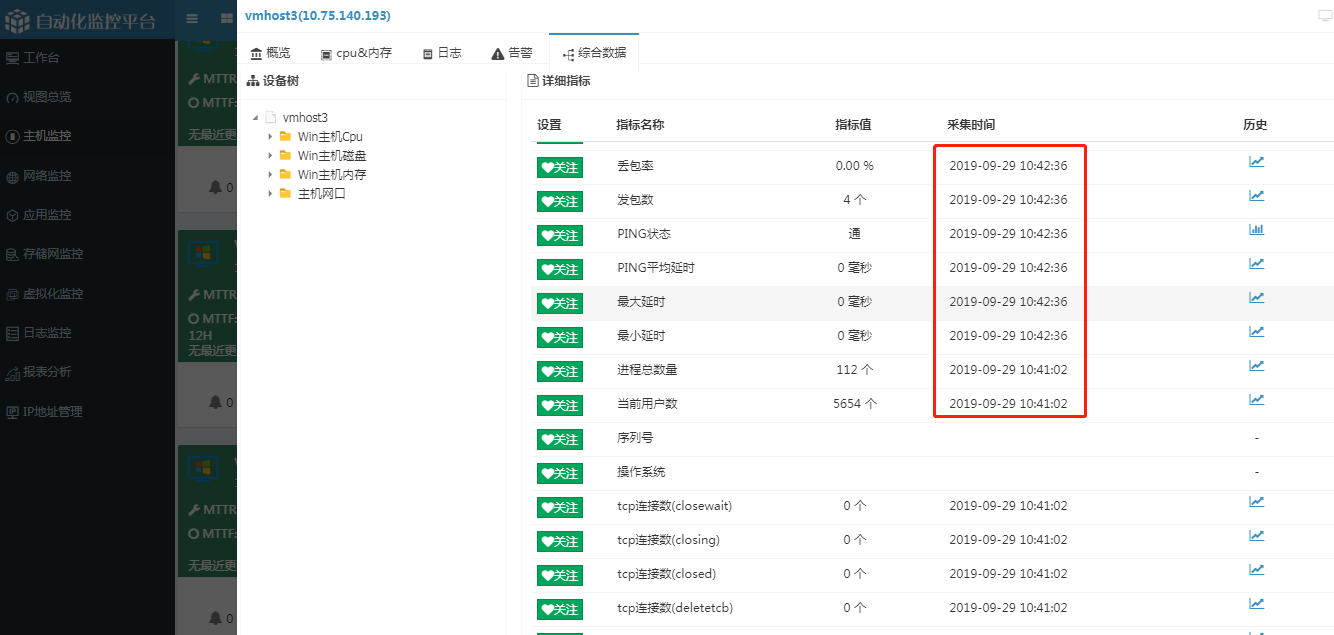 自动化监控平台
工作台
视图总览
主机监控
网络监控
应用监控
存储网监控
虚拟化监控
日志监控
报表分析
IP地址管理
MTTR
MTTF:
无最近更
0
MTTR
MTTF:
12H
无最近更
0
MTTR
MTTF:
无最近更
0
vmhost3(10.75.140.193)
概览 cpu&内存 日志 告警 综合数据
设备树
vmhost3
Win主机Cpu
Win主机磁盘
Win主机内存
主机网口
详细指标
设置 指标名称 指标值 采集时间 历史
关注 丢包率 0.00 % 2019-09-29 10:42:36
关注 发包数 4 个 2019-09-29 10:42:36
关注 PING状态 通 2019-09-29 10:42:36
关注 PING平均延时 0 毫秒 2019-09-29 10:42:36
关注 最大延时 0 毫秒 2019-09-29 10:42:36
关注 最小延时 0 毫秒 2019-09-29 10:42:36
关注 进程总数量 112 个 2019-09-29 10:41:02
关注 当前用户数 5654 个 2019-09-29 10:41:02
关注 序列号 -
关注 操作系统 -
关注 tcp连接数(closewait) 0 个 2019-09-29 10:41:02
关注 tcp连接数(closing) 0 个 2019-09-29 10:41:02
关注 tcp连接数(closed) 0 个 2019-09-29 10:41:02
关注 tcp连接数(deletetcb) 0 个 2019-09-29 10:41:02